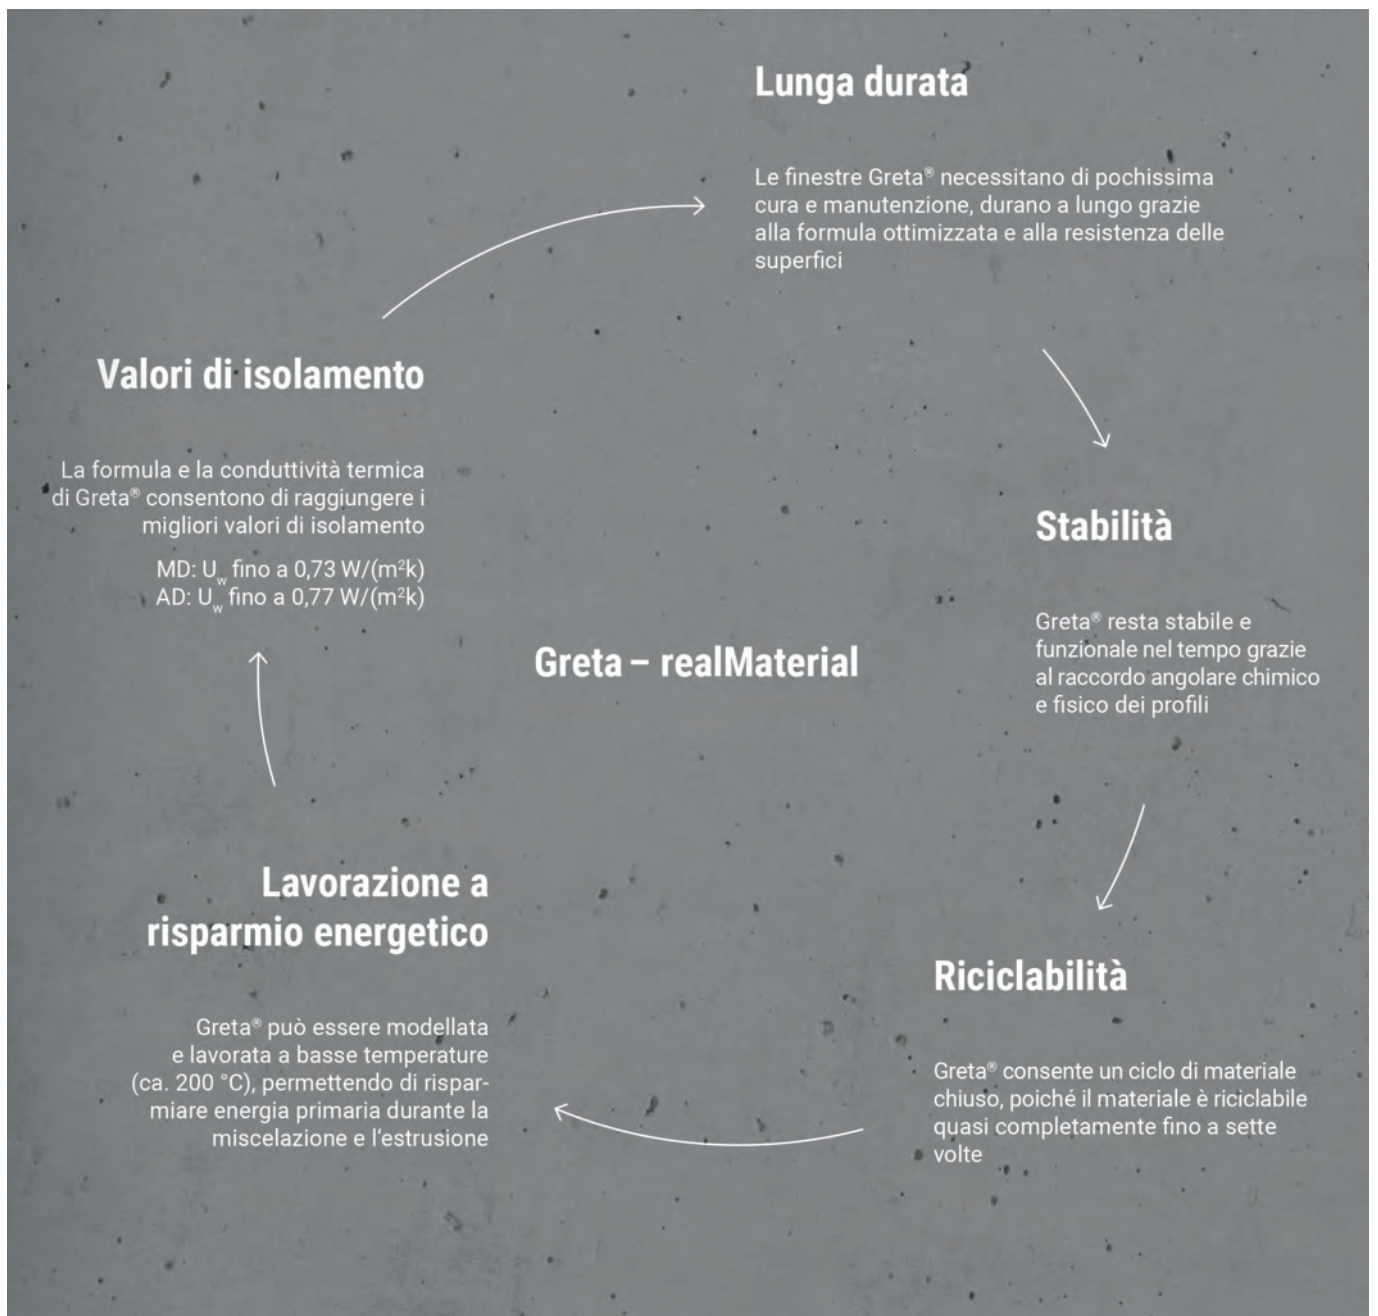 Lunga durata
Le finestre Greta® necessitano di pochissima
cura e manutenzione, durano a lungo grazie
alla formula ottimizzata e alla resistenza delle
superfici
Stabilità
Greta® resta stabile e
funzionale nel tempo grazie
al raccordo angolare chimico
e fisico dei profili
Riciclabilità
Greta® consente un ciclo di materiale
chiuso, poiché il materiale è riciclabile
quasi completamente fino a sette
volte
Lavorazione a
risparmio energetico
Greta® può essere modellata
e lavorata a basse temperature
(ca. 200 °C), permettendo di rispar-
miare energia primaria durante la
miscelazione e l‘estrusione
Valori di isolamento
La formula e la conduttività termica
di Greta® consentono di raggiungere i
migliori valori di isolamento
MD: Uw fino a 0,73 W/(m²k)
AD: Uw fino a 0,77 W/(m²k)
Greta – realMaterial